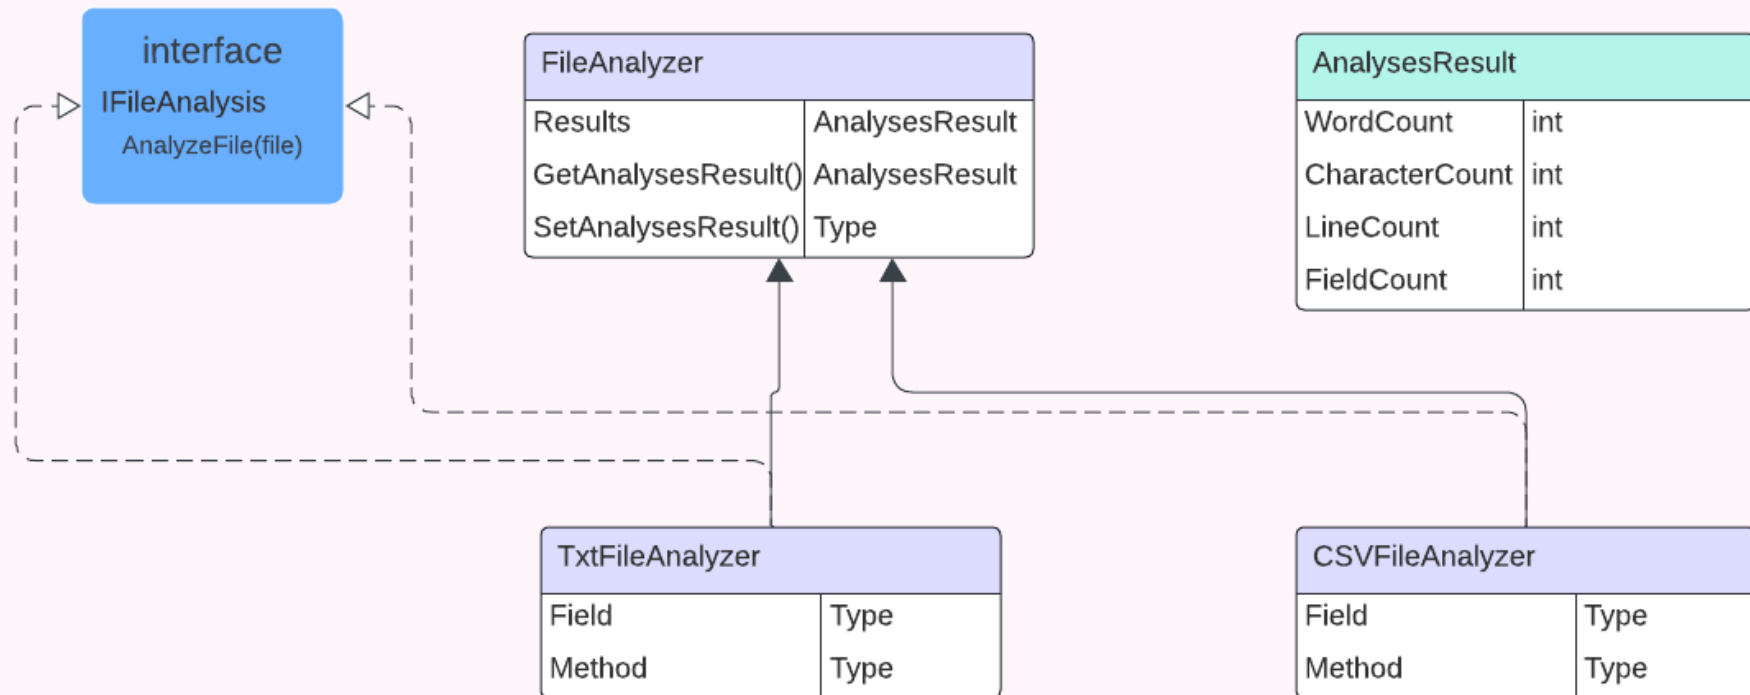 interface
IFileAnalysis
AnalyzeFile(file)
FileAnalyzer
Results AnalysesResult
GetAnalysesResult() AnalysesResult
SetAnalysesResult() Type
AnalysesResult
WordCount int
CharacterCount int
LineCount int
FieldCount int
TxtFileAnalyzer
Field Type
Method Type
CSVFileAnalyzer
Field Type
Method Type